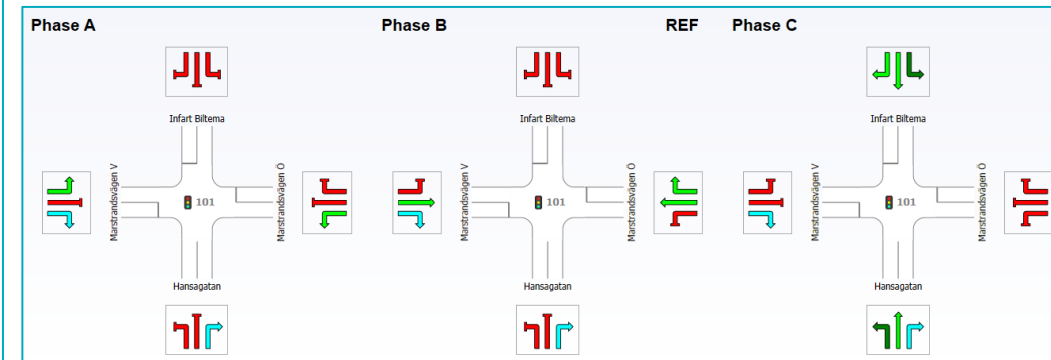 Phase A
Phase B
REF
Phase C
Infart Biltema
Infart Biltema
Infart Biltema
Marstrandsvägen V
101
Marstrandsvägen Ö
Marstrandsvägen V
101
Marstrandsvägen Ö
Marstrandsvägen V
101
Marstrandsvägen Ö
Hansagatan
Hansagatan
Hansagatan